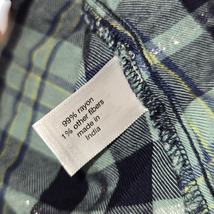 99% rayon
1% other fibers
made in
India